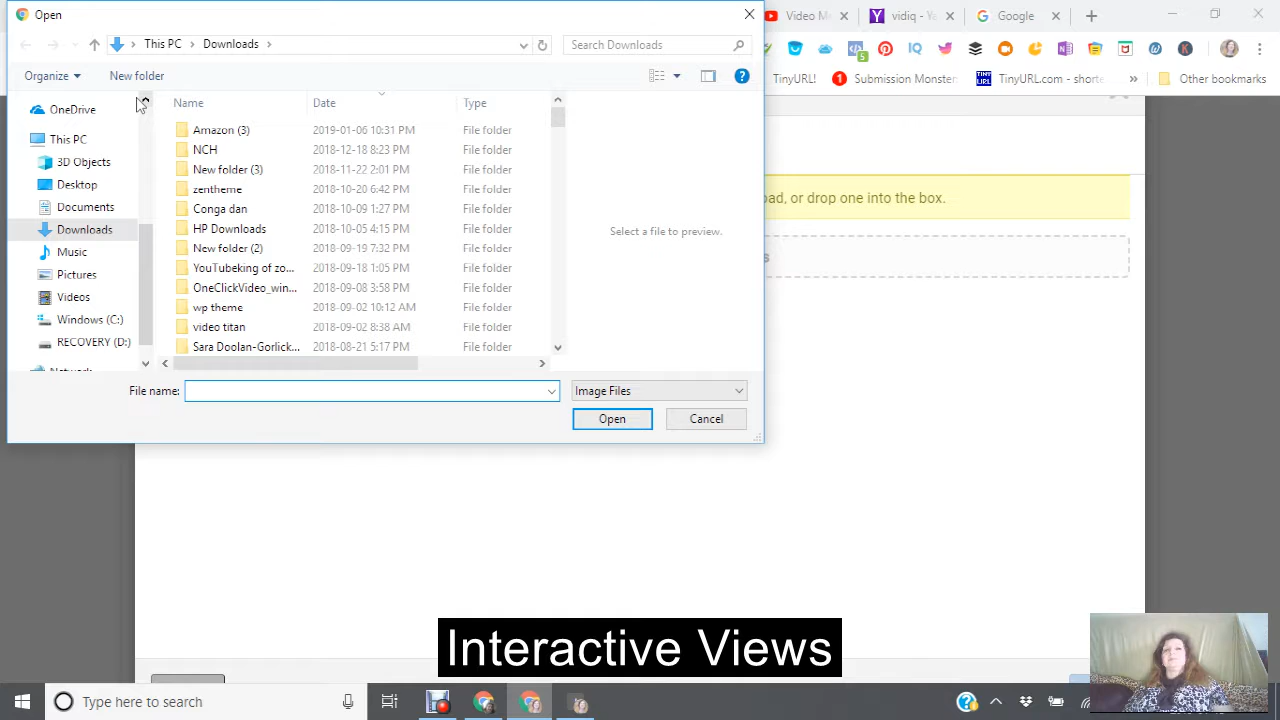 Open
Video M
vidiq - Y
Google
This PC > Downloads >
Search Downloads
5
TinyURL!
1 Submission Monster
TinyURL.com - shorte
Other bookmarks
Organize
New folder
Name
Date
Type
OneDrive
This PC
3D Objects
Desktop
Documents
Downloads
Music
Pictures
Videos
Windows (C:)
RECOVERY (D:)
Amazon (3) 2019-01-06 10:31 PM File folder
NCH 2018-12-18 8:23 PM File folder
New folder (3) 2018-11-22 2:01 PM File folder
zentheme 2018-10-20 6:42 PM File folder
Conga dan 2018-10-09 1:27 PM File folder
HP Downloads 2018-10-05 4:15 PM File folder
New folder (2) 2018-09-19 7:32 PM File folder
YouTubeking of zo... 2018-09-18 1:05 PM File folder
OneClickVideo_win... 2018-09-08 3:58 PM File folder
wp theme 2018-09-02 10:12 AM File folder
video titan 2018-09-02 8:38 AM File folder
Sara Doolan-Gorlick... 2018-08-21 5:17 PM File folder
Select a file to preview.
oad, or drop one into the box.
s
File name:
Image Files
Open
Cancel
Interactive Views
Type here to search